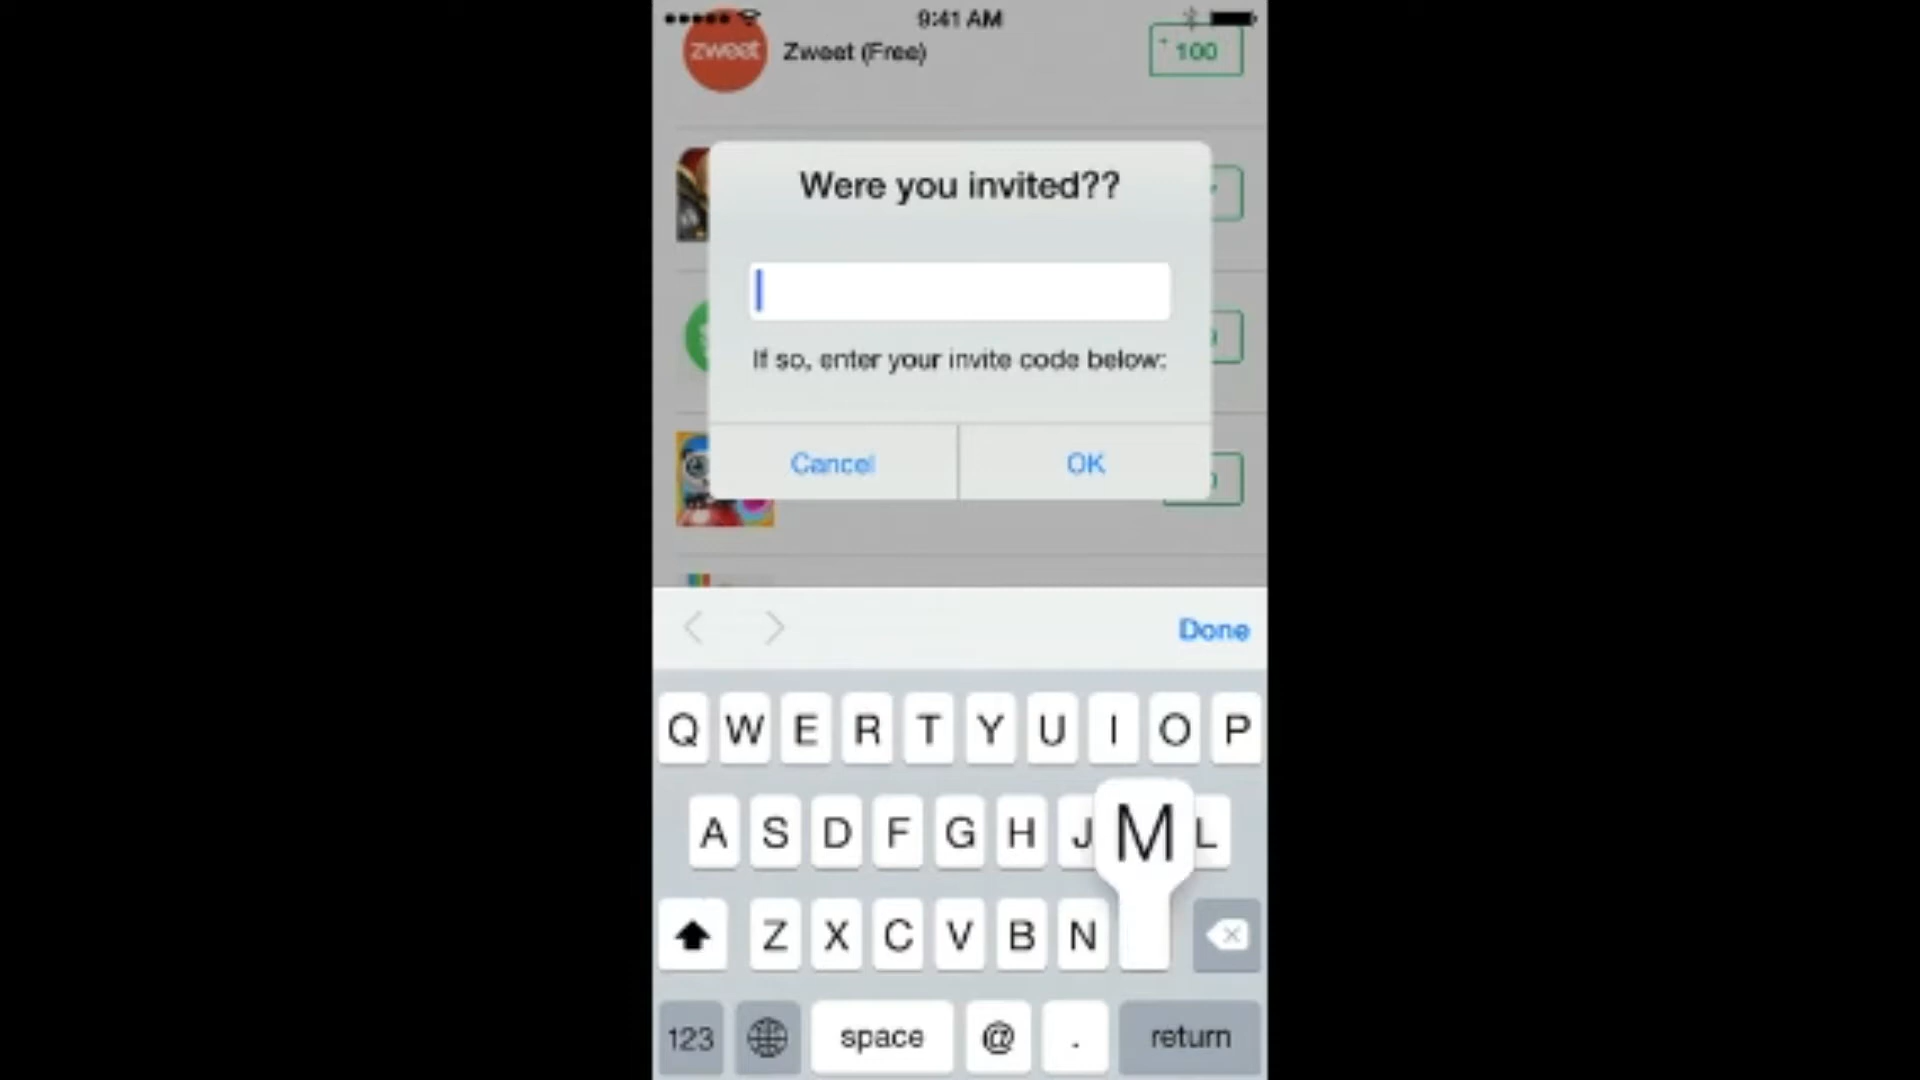 9:41 AM
zweet
Zweet (Free)
+ 100
Were you invited??
If so, enter your invite code below:
Cancel
OK
Done
Q W E R T Y U I O P
A S D F G H J M L
Z X C V B N
123
space
@
.
return